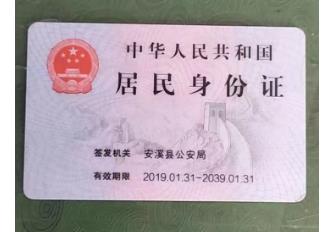 中华人民共和国
居民身份证
签发机关 安溪县公安局
有效期限 2019.01.31-2039.01.31